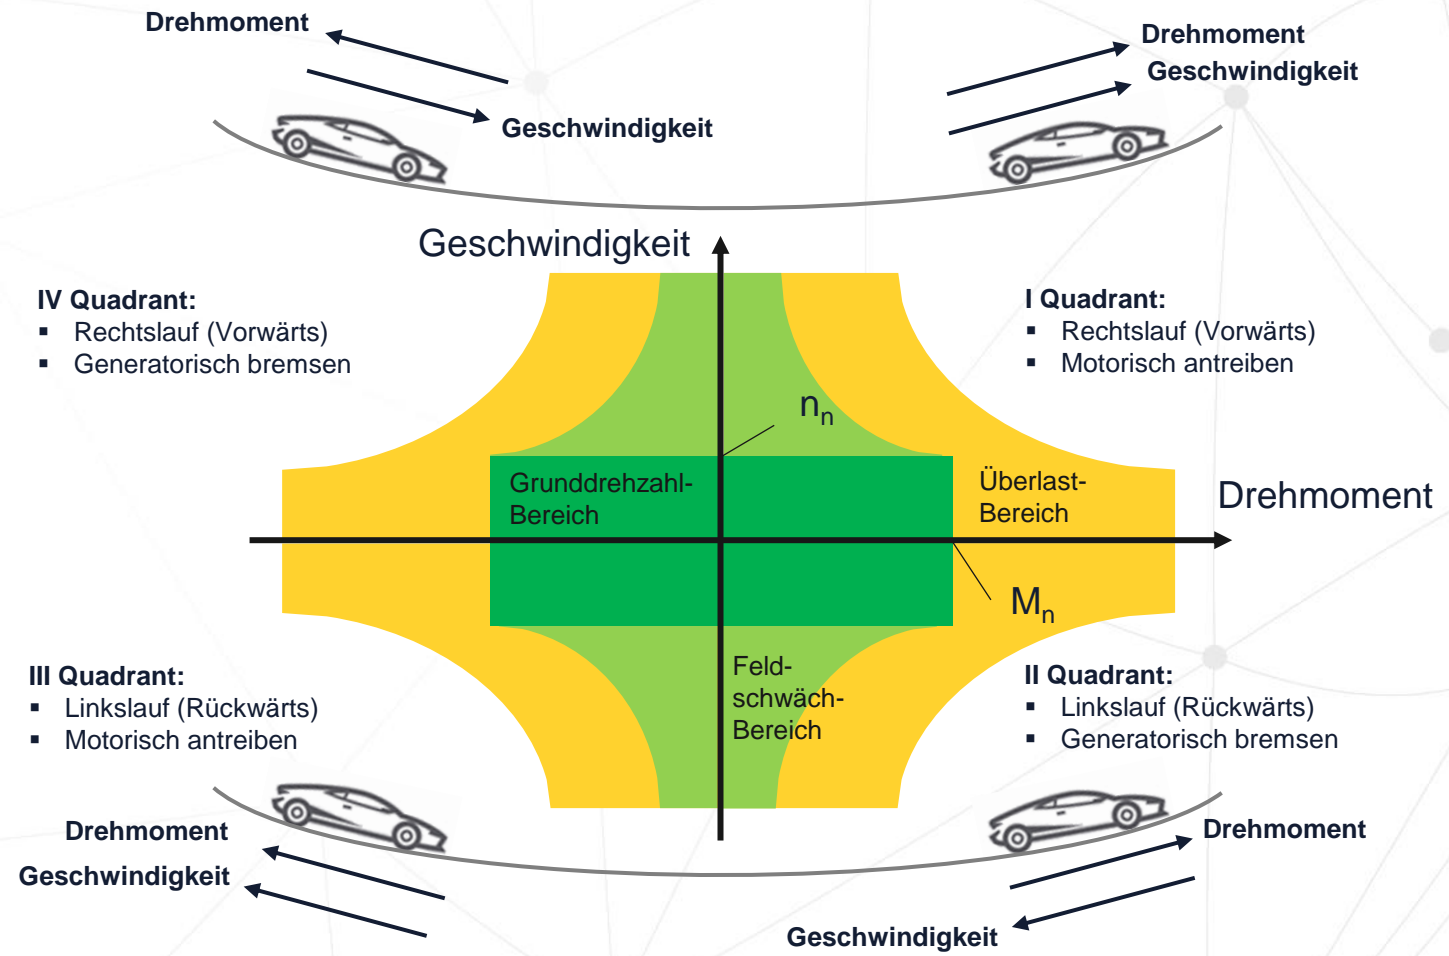 Drehmoment
Geschwindigkeit
Drehmoment
Geschwindigkeit
Geschwindigkeit
IV Quadrant:
▪ Rechtslauf (Vorwärts)
▪ Generatorisch bremsen
I Quadrant:
▪ Rechtslauf (Vorwärts)
▪ Motorisch antreiben
nn
Grunddrehzahl-
Bereich
Überlast-
Bereich
Drehmoment
Mn
Feld-
schwäch-
Bereich
III Quadrant:
▪ Linkslauf (Rückwärts)
▪ Motorisch antreiben
II Quadrant:
▪ Linkslauf (Rückwärts)
▪ Generatorisch bremsen
Drehmoment
Geschwindigkeit
Drehmoment
Geschwindigkeit